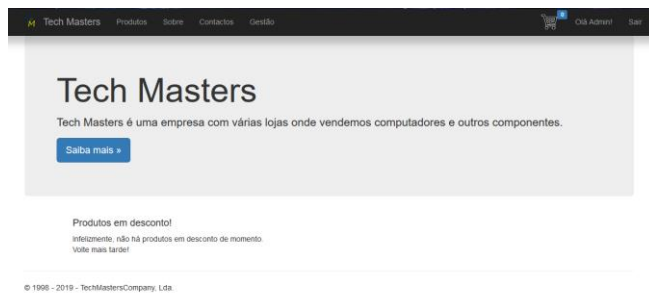 M Tech Masters Produtos Sobre Contactos Gestão 0 Olá Admin! Sair
Tech Masters
Tech Masters é uma empresa com várias lojas onde vendemos computadores e outros componentes.
Saiba mais »
Produtos em desconto!
Infelizmente, não há produtos em desconto de momento.
Volte mais tarde!
© 1998 - 2019 - TechMastersCompany, Lda.